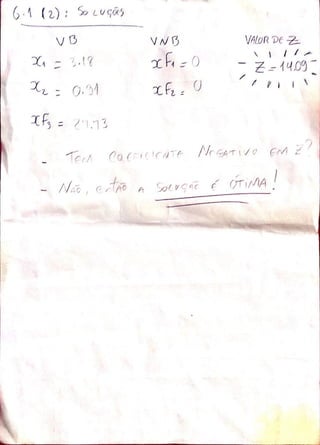 6.1 (2): Soluções
VB VNB VALOR DE Z
x₁ = 3.18 xF₁ = 0 Z = 14.09
x₂ = 0.91 xF₂ = 0
xF₃ = 27.73
- TEM COEFICIENTE NEGATIVO EM Z?
- NÃO, ENTÃO A SOLUÇÃO É ÓTIMA!